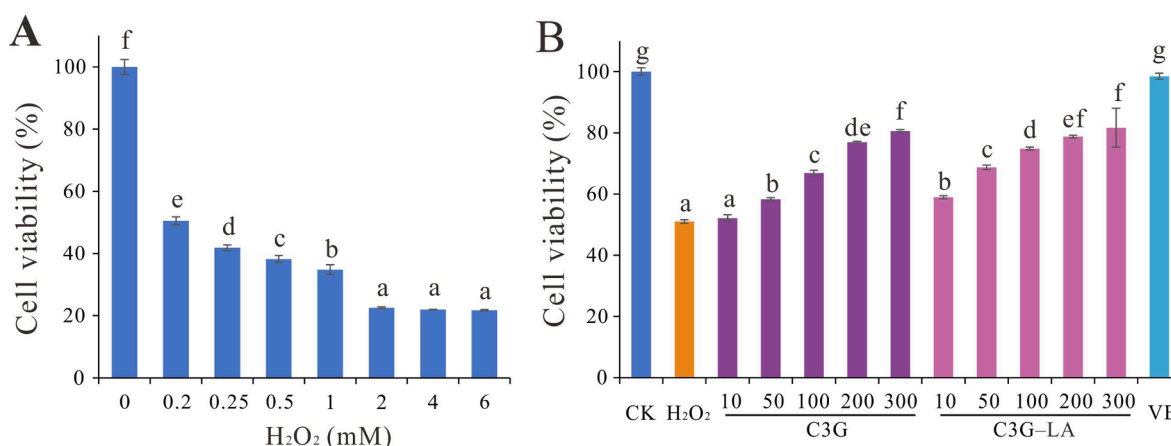 A
Cell viability (%)
100
80
60
40
20
0
f
e
d
c
b
a
a
a
0 0.2 0.25 0.5 1 2 4 6
H₂O₂ (mM)
B
Cell viability (%)
100
80
60
40
20
0
g
a
a
b
c
de
f
b
c
d
ef
f
g
CK H₂O₂ 10 50 100 200 300 10 50 100 200 300
C3G C3G–LA